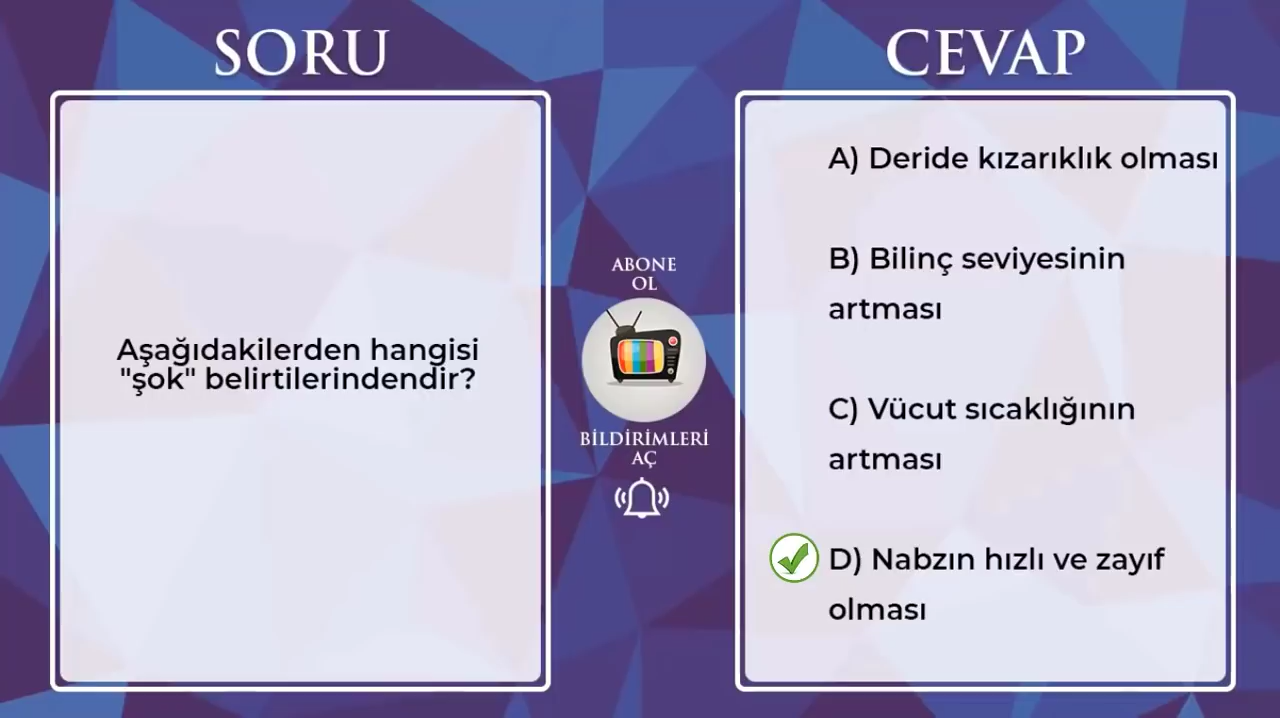 SORU
Aşağıdakilerden hangisi
"şok" belirtilerindendir?
ABONE
OL
BİLDİRİMLERİ
AÇ
CEVAP
A) Deride kızarıklık olması
B) Bilinç seviyesinin
artması
C) Vücut sıcaklığının
artması
D) Nabzın hızlı ve zayıf
olması